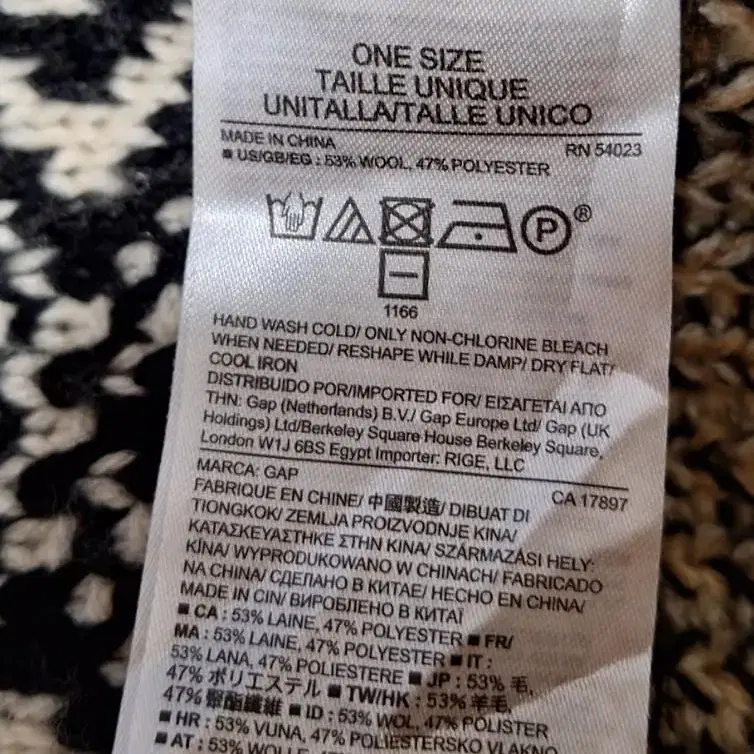 ONE SIZE
TAILLE UNIQUE
UNITALLA/TALLE UNICO
MADE IN CHINA RN 54023
■ US/GB/EG : 53% WOOL, 47% POLYESTER
P ®
1166
HAND WASH COLD/ ONLY NON-CHLORINE BLEACH
WHEN NEEDED/ RESHAPE WHILE DAMP/ DRY FLAT/
COOL IRON
DISTRIBUIDO POR/IMPORTED FOR/ ΕΙΣΑΓΕΤΑΙ ΑΠΟ
THN: Gap (Netherlands) B.V./ Gap Europe Ltd/ Gap (UK
Holdings) Ltd/Berkeley Square House Berkeley Square,
London W1J 6BS Egypt Importer: RIGE, LLC
MARCA: GAP CA 17897
FABRIQUE EN CHINE/ 中國製造/ DIBUAT DI
TIONGKOK/ ZEMLJA PROIZVODNJE KINA/
ΚΑΤΑΣΚΕΥΑΣΤΗΚΕ ΣΤΗΝ ΚΙΝΑ/ SZÁRMAZÁSI HELY:
KÍNA/ WYPRODUKOWANO W CHINACH/ FABRICADO
NA CHINA/ СДЕЛАНО В КИТАЕ/ HECHO EN CHINA/
MADE IN CIN/ ВИРОБЛЕНО В КИТАЇ
■ CA : 53% LAINE, 47% POLYESTER ■ FR/
MA : 53% LAINE, 47% POLYESTER ■ IT :
53% LANA, 47% POLIESTERE ■ JP : 53% 毛,
47% ポリエステル ■ TW/HK : 53% 羊毛,
47% 聚酯纖維 ■ ID : 53% WOL, 47% POLISTER
■ HR : 53% VUNA, 47% POLIESTERSKO VLAKNO
■ AT : 53% WOLLE, 47% POLYESTER